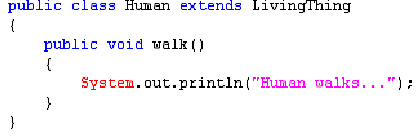 public class Human extends LivingThing
{
    public void walk()
    {
        System.out.println("Human walks...");
    }
}